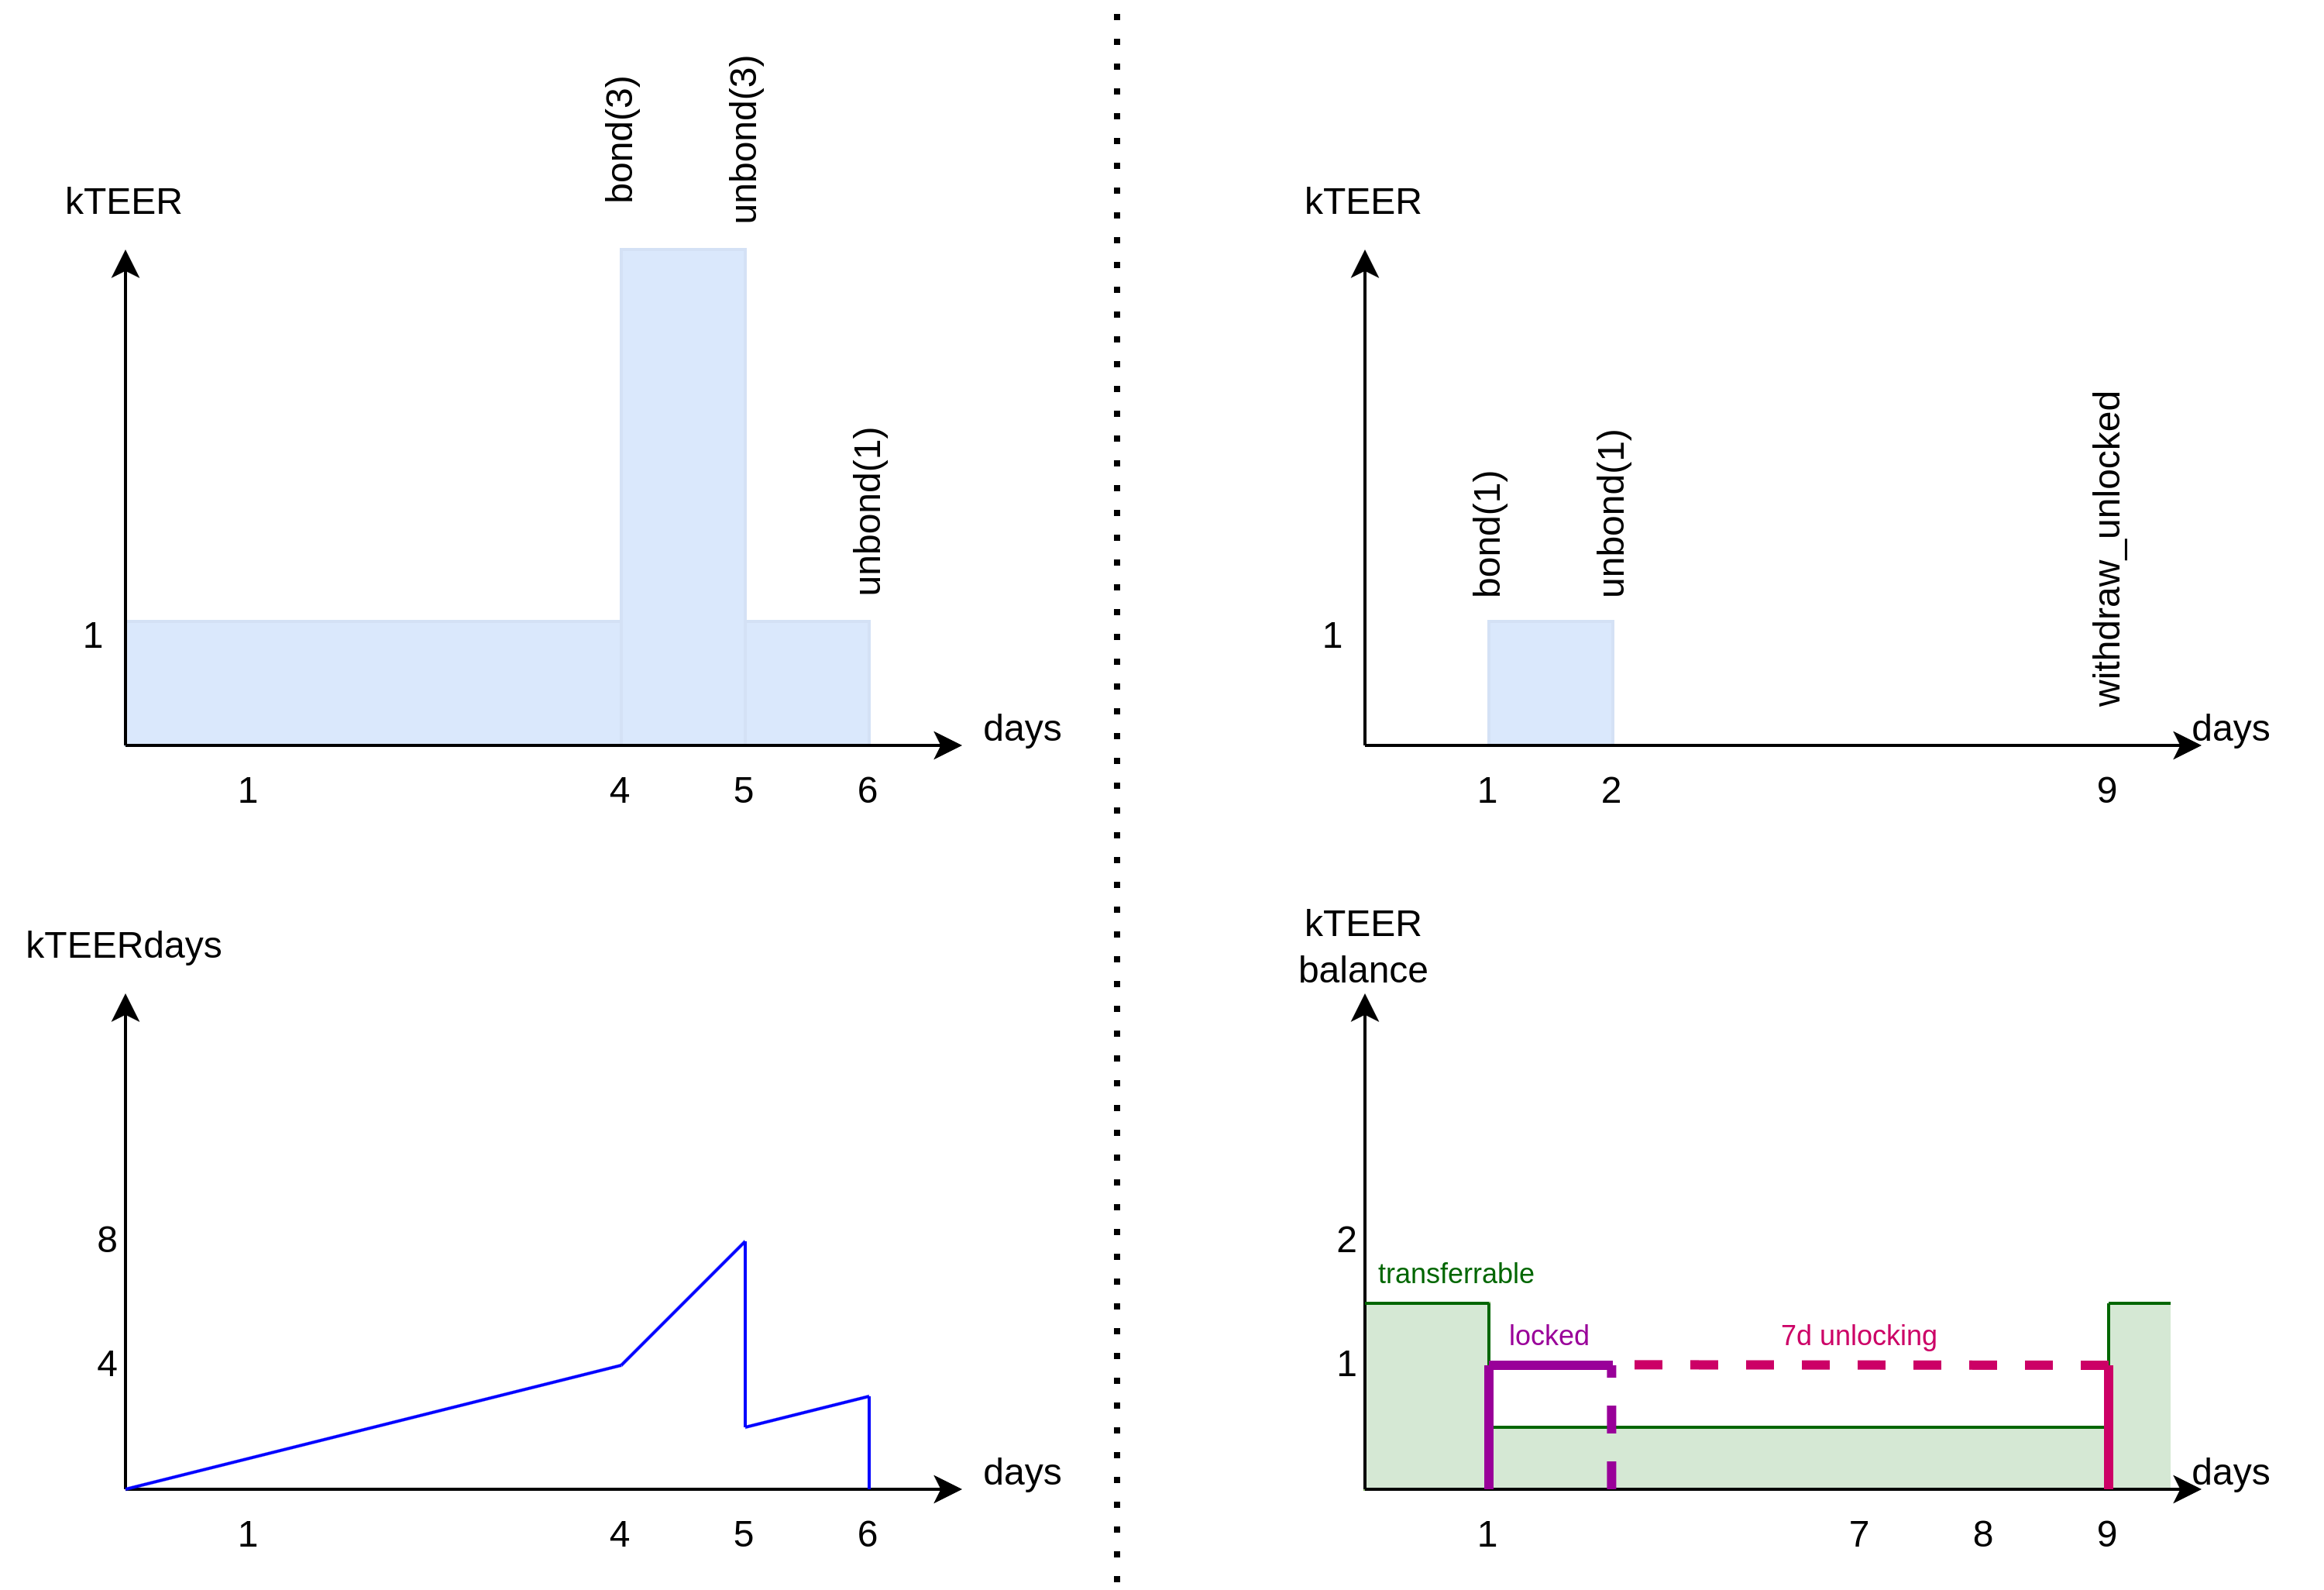 kTEER
bond(3)
unbond(3)
unbond(1)
1
days
1
4
5
6
kTEERdays
8
4
days
1
4
5
6
kTEER
bond(1)
unbond(1)
withdraw_unlocked
1
days
1
2
9
kTEER
balance
2
transferrable
locked
7d unlocking
1
days
1
7
8
9